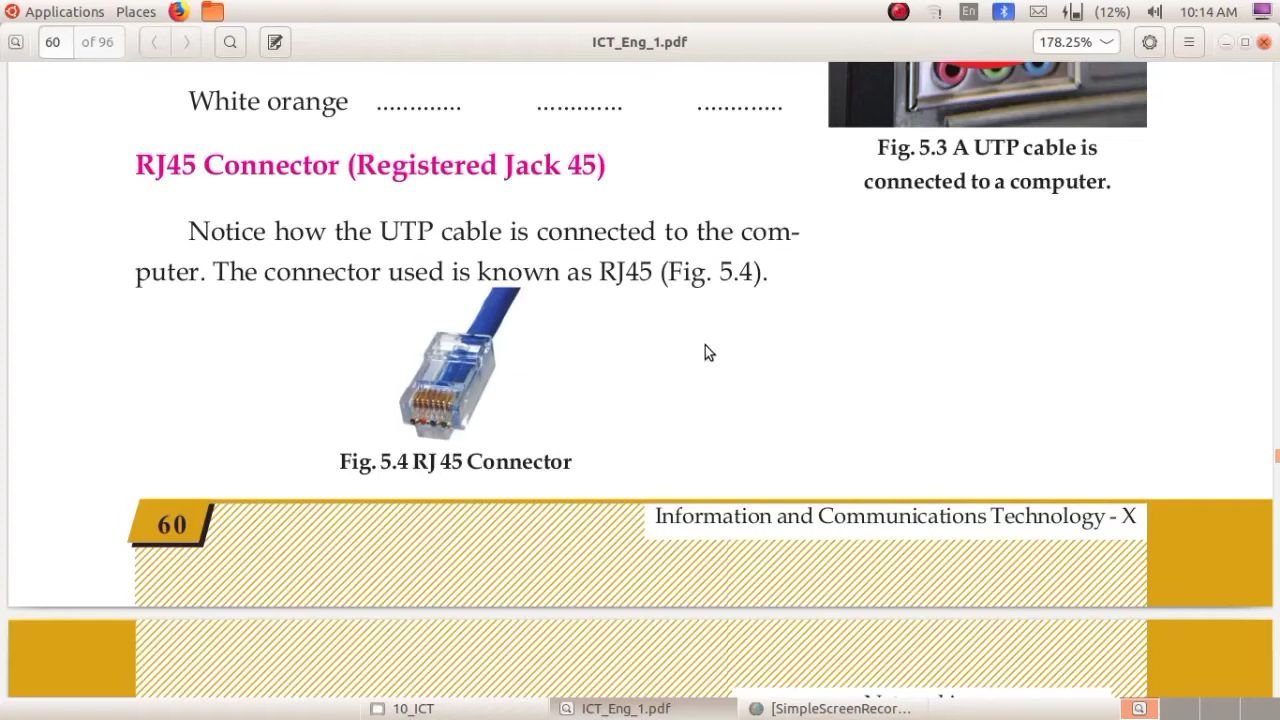 Applications Places En (12%) 10:14 AM
60 of 96 ICT_Eng_1.pdf 178.25%
White orange ............. ............. .............
Fig. 5.3 A UTP cable is
connected to a computer.
RJ45 Connector (Registered Jack 45)
Notice how the UTP cable is connected to the com-
puter. The connector used is known as RJ45 (Fig. 5.4).
Fig. 5.4 RJ 45 Connector
60 Information and Communications Technology - X
10_ICT ICT_Eng_1.pdf [SimpleScreenRecor...